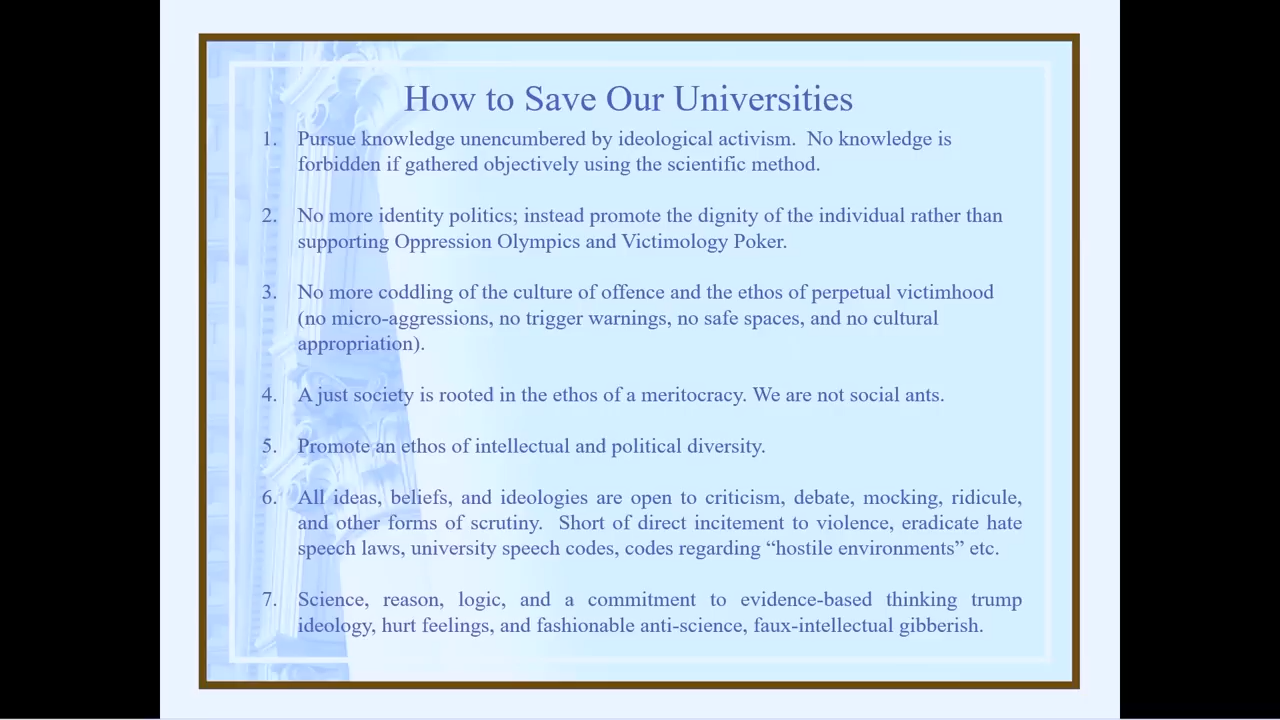 How to Save Our Universities
1. Pursue knowledge unencumbered by ideological activism.  No knowledge is
forbidden if gathered objectively using the scientific method.
2. No more identity politics; instead promote the dignity of the individual rather than
supporting Oppression Olympics and Victimology Poker.
3. No more coddling of the culture of offence and the ethos of perpetual victimhood
(no micro-aggressions, no trigger warnings, no safe spaces, and no cultural
appropriation).
4. A just society is rooted in the ethos of a meritocracy. We are not social ants.
5. Promote an ethos of intellectual and political diversity.
6. All ideas, beliefs, and ideologies are open to criticism, debate, mocking, ridicule,
and other forms of scrutiny.  Short of direct incitement to violence, eradicate hate
speech laws, university speech codes, codes regarding “hostile environments” etc.
7. Science, reason, logic, and a commitment to evidence-based thinking trump
ideology, hurt feelings, and fashionable anti-science, faux-intellectual gibberish.